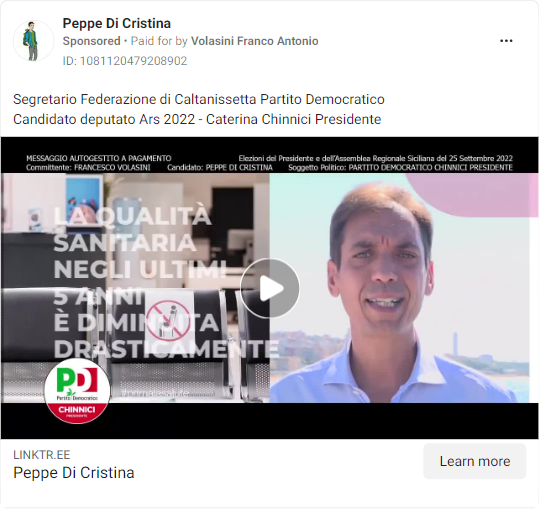 Peppe Di Cristina
Sponsored • Paid for by Volasini Franco Antonio
ID: 1081120479208902
Segretario Federazione di Caltanissetta Partito Democratico
Candidato deputato Ars 2022 - Caterina Chinnici Presidente
MESSAGGIO AUTOGESTITO A PAGAMENTO
Elezioni del Presidente e dell'Assemblea Regionale Siciliana del 25 Settembre 2022
Committente: FRANCESCO VOLASINI
Candidato: PEPPE DI CRISTINA
Soggetto Politico: PARTITO DEMOCRATICO CHINNICI PRESIDENTE
LA QUALITÀ
SANITARIA
NEGLI ULTIMI
5 ANNI
È DIMINUITA
DRASTICAMENTE
PD
Partito Democratico
CHINNICI
PRESIDENTE
LINKTR.EE
Peppe Di Cristina
Learn more